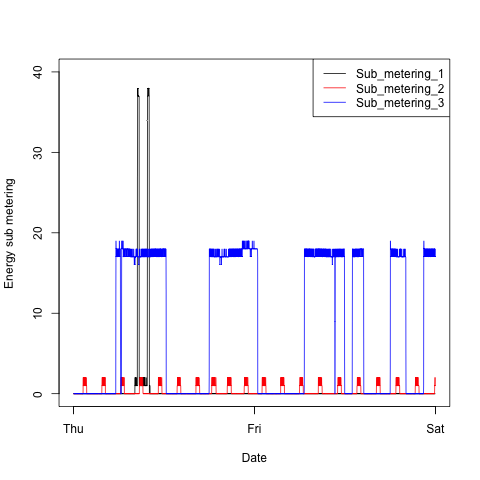 Sub_metering_1
Sub_metering_2
Sub_metering_3
Energy sub metering
40
30
20
10
0
Thu
Fri
Sat
Date